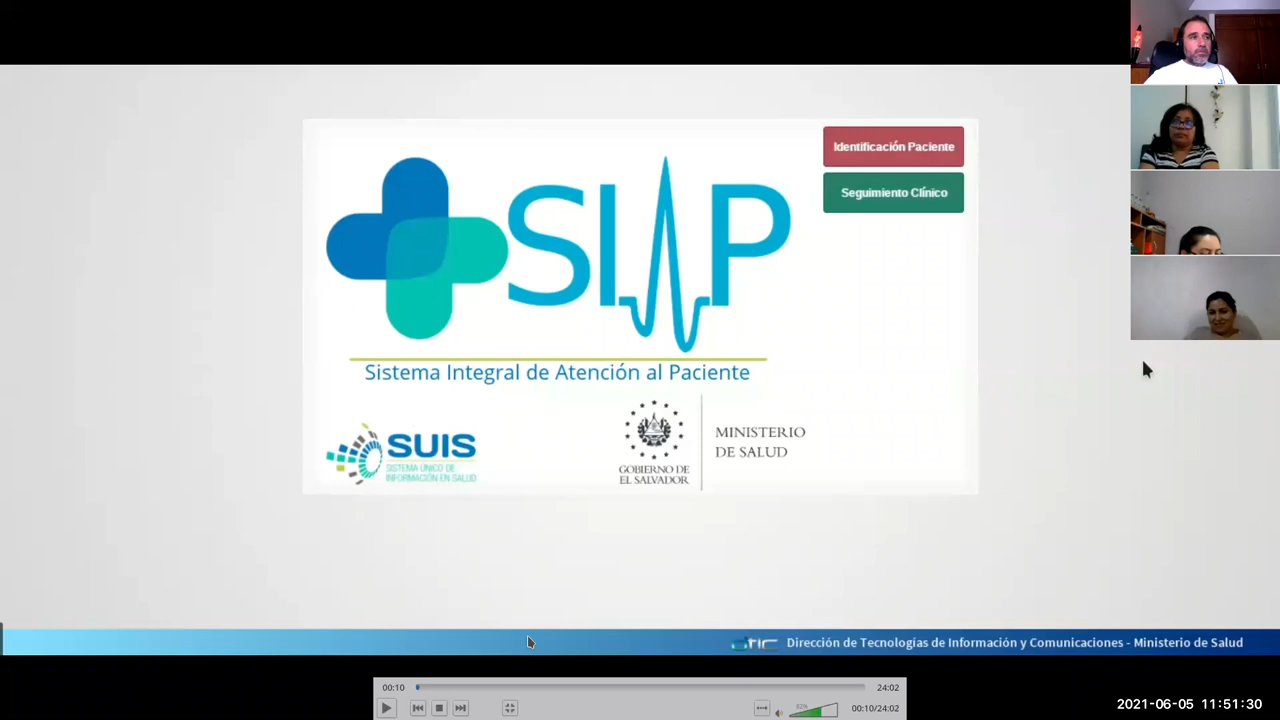 Identificación Paciente
Seguimiento Clínico
SIAP
Sistema Integral de Atención al Paciente
SUIS
SISTEMA ÚNICO DE
INFORMACIÓN EN SALUD
GOBIERNO DE
EL SALVADOR
MINISTERIO
DE SALUD
DTIC Dirección de Tecnologías de Información y Comunicaciones - Ministerio de Salud
00:10
24:02
82%
00:10/24:02
2021-06-05 11:51:30